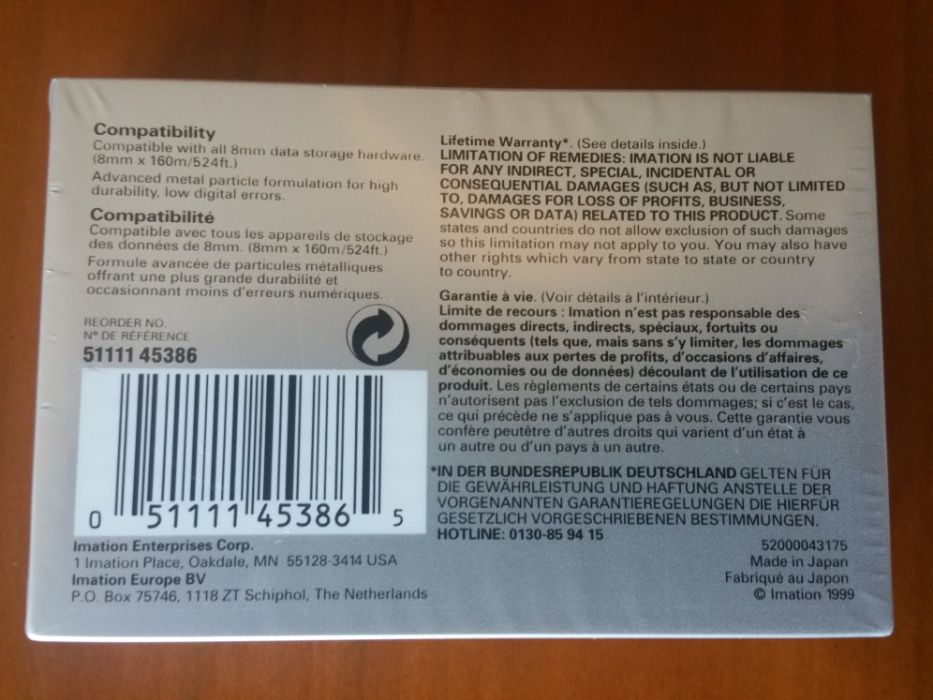 Compatibility
Compatible with all 8mm data storage hardware.
(8mm x 160m/524ft.)
Advanced metal particle formulation for high
durability, low digital errors.
Compatibilité
Compatible avec tous les appareils de stockage
des données de 8mm. (8mm x 160m/524ft.)
Formule avancée de particules métalliques
offrant une plus grande durabilité et
occasionnant moins d'erreurs numériques.
REORDER NO.
Nº DE RÉFÉRENCE
51111 45386
0 51111 45386 5
Imation Enterprises Corp.
1 Imation Place, Oakdale, MN 55128-3414 USA
Imation Europe BV
P.O. Box 75746, 1118 ZT Schiphol, The Netherlands
Lifetime Warranty*. (See details inside.)
LIMITATION OF REMEDIES: IMATION IS NOT LIABLE
FOR ANY INDIRECT, SPECIAL, INCIDENTAL OR
CONSEQUENTIAL DAMAGES (SUCH AS, BUT NOT LIMITED
TO, DAMAGES FOR LOSS OF PROFITS, BUSINESS,
SAVINGS OR DATA) RELATED TO THIS PRODUCT. Some
states and countries do not allow exclusion of such damages
so this limitation may not apply to you. You may also have
other rights which vary from state to state or country
to country.
Garantie à vie. (Voir détails à l'intérieur.)
Limite de recours : Imation n'est pas responsable des
dommages directs, indirects, spéciaux, fortuits ou
conséquents (tels que, mais sans s'y limiter, les dommages
attribuables aux pertes de profits, d'occasions d'affaires,
d'économies ou de données) découlant de l'utilisation de ce
produit. Les règlements de certains états ou de certains pays
n'autorisent pas l'exclusion de tels dommages; si c'est le cas,
ce qui précède ne s'applique pas à vous. Cette garantie vous
confère peutêtre d'autres droits qui varient d'un état à
un autre ou d'un pays à un autre.
*IN DER BUNDESREPUBLIK DEUTSCHLAND GELTEN FÜR
DIE GEWÄHRLEISTUNG UND HAFTUNG ANSTELLE DER
VORGENANNTEN GARANTIEREGELUNGEN DIE HIERFÜR
GESETZLICH VORGESCHRIEBENEN BESTIMMUNGEN.
HOTLINE: 0130-85 94 15
52000043175
Made in Japan
Fabriqué au Japon
© Imation 1999